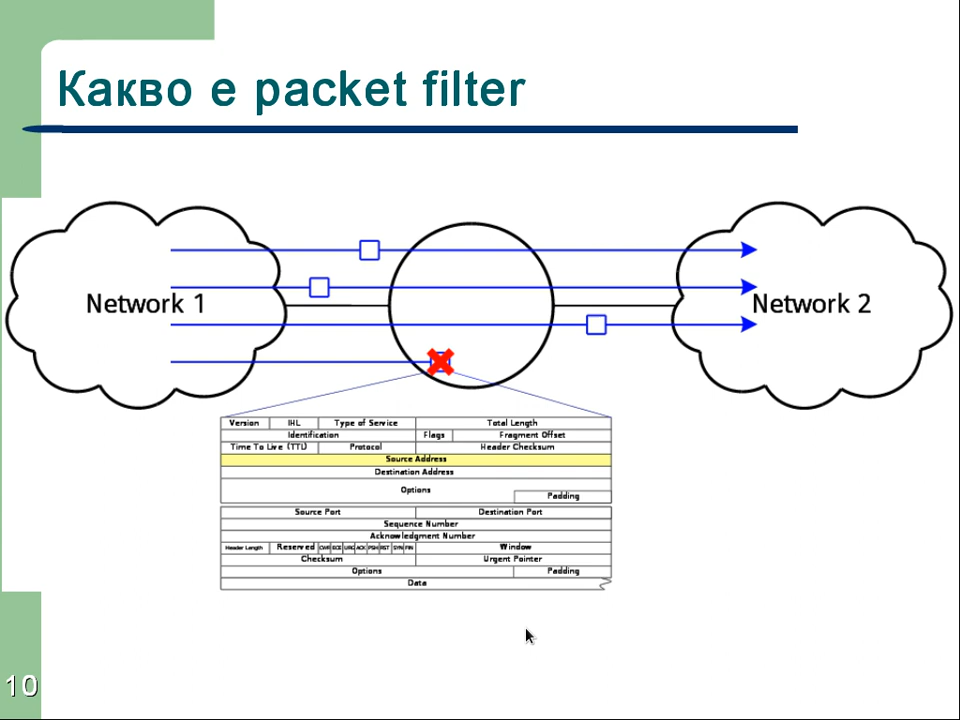 Какво е packet filter
Network 1
Network 2
Version IHL Type of Service Total Length
Identification Flags Fragment Offset
Time To Live (TTL) Protocol Header Checksum
Source Address
Destination Address
Options
Padding
Source Port Destination Port
Sequence Number
Acknowledgment Number
Header Length Reserved CWR ECE URG ACK PSH RST SYN FIN Window
Checksum Urgent Pointer
Options Padding
Data
10